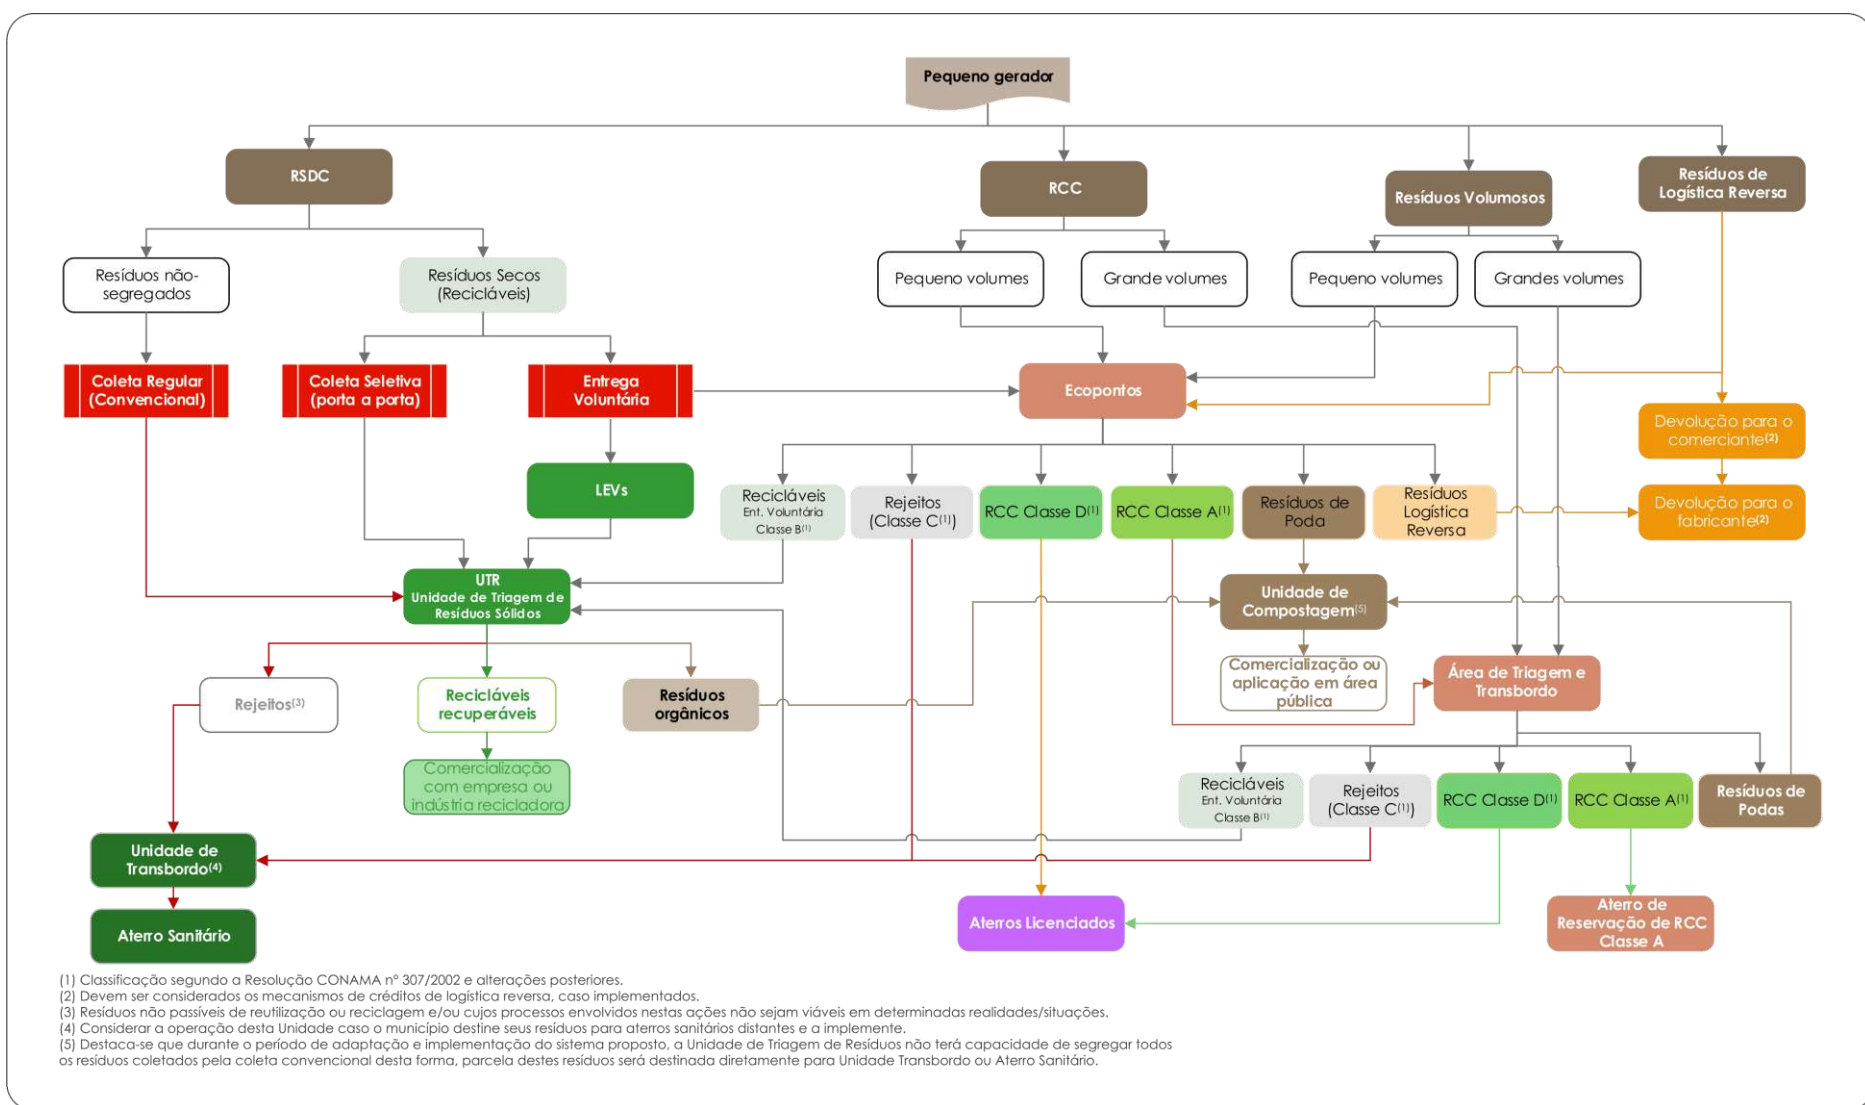 Pequeno gerador
RSDC
RCC
Resíduos Volumosos
Resíduos de
Logística Reversa
Resíduos não-
segregados
Resíduos Secos
(Recicláveis)
Pequeno volumes
Grande volumes
Pequeno volumes
Grandes volumes
Coleta Regular
(Convencional)
Coleta Seletiva
(porta a porta)
Entrega
Voluntária
Ecopontos
Devolução para o
comerciante(2)
LEVs
Recicláveis
Ent. Voluntária
Classe B(1)
Rejeitos
(Classe C(1))
RCC Classe D(1)
RCC Classe A(1)
Resíduos de
Poda
Resíduos
Logística
Reversa
Devolução para o
fabricante(2)
UTR
Unidade de Triagem de
Resíduos Sólidos
Unidade de
Compostagem(5)
Rejeitos(3)
Recicláveis
recuperáveis
Resíduos
orgânicos
Comercialização ou
aplicação em área
pública
Área de Triagem e
Transbordo
Comercialização
com empresa ou
indústria recicladora
Recicláveis
Ent. Voluntária
Classe B(1)
Rejeitos
(Classe C(1))
RCC Classe D(1)
RCC Classe A(1)
Resíduos de
Podas
Unidade de
Transbordo(4)
Aterro Sanitário
Aterros Licenciados
Aterro de
Reservação de RCC
Classe A
(1) Classificação segundo a Resolução CONAMA nº 307/2002 e alterações posteriores.
(2) Devem ser considerados os mecanismos de créditos de logística reversa, caso implementados.
(3) Resíduos não passíveis de reutilização ou reciclagem e/ou cujos processos envolvidos nestas ações não sejam viáveis em determinadas realidades/situações.
(4) Considerar a operação desta Unidade caso o município destine seus resíduos para aterros sanitários distantes e a implemente.
(5) Destaca-se que durante o período de adaptação e implementação do sistema proposto, a Unidade de Triagem de Resíduos não terá capacidade de segregar todos
os resíduos coletados pela coleta convencional desta forma, parcela destes resíduos será destinada diretamente para Unidade Transbordo ou Aterro Sanitário.